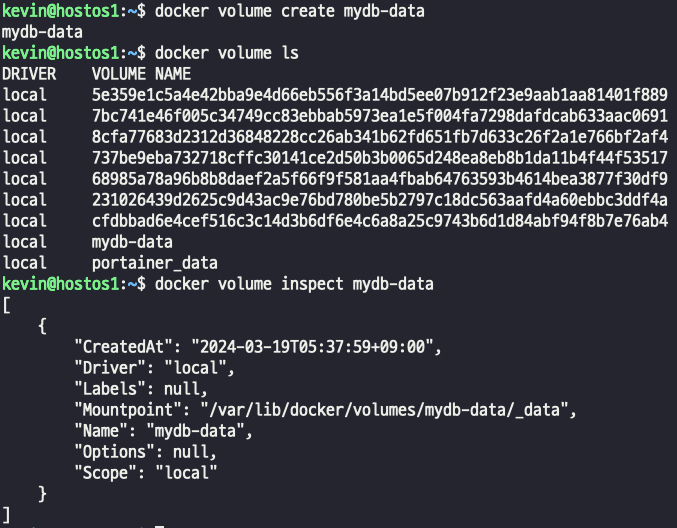 kevin@hostos1:~$ docker volume create mydb-data
mydb-data
kevin@hostos1:~$ docker volume ls
DRIVER    VOLUME NAME
local     5e359e1c5a4e42bba9e4d66eb556f3a14bd5ee07b912f23e9aab1aa81401f889
local     7bc741e46f005c34749cc83ebbab5973ea1e5f004fa7298dafdcab633aac0691
local     8cfa77683d2312d36848228cc26ab341b62fd651fb7d633c26f2a1e766bf2af4
local     737be9eba732718cffc30141ce2d50b3b0065d248ea8eb8b1da11b4f44f53517
local     68985a78a96b8b8daef2a5f66f9f581aa4fbab64763593b4614bea3877f30df9
local     231026439d2625c9d43ac9e76bd780be5b2797c18dc563aafd4a60ebbc3ddf4a
local     cfdbbad6e4cef516c3c14d3b6df6e4c6a8a25c9743b6d1d84abf94f8b7e76ab4
local     mydb-data
local     portainer_data
kevin@hostos1:~$ docker volume inspect mydb-data
[
    {
        "CreatedAt": "2024-03-19T05:37:59+09:00",
        "Driver": "local",
        "Labels": null,
        "Mountpoint": "/var/lib/docker/volumes/mydb-data/_data",
        "Name": "mydb-data",
        "Options": null,
        "Scope": "local"
    }
]